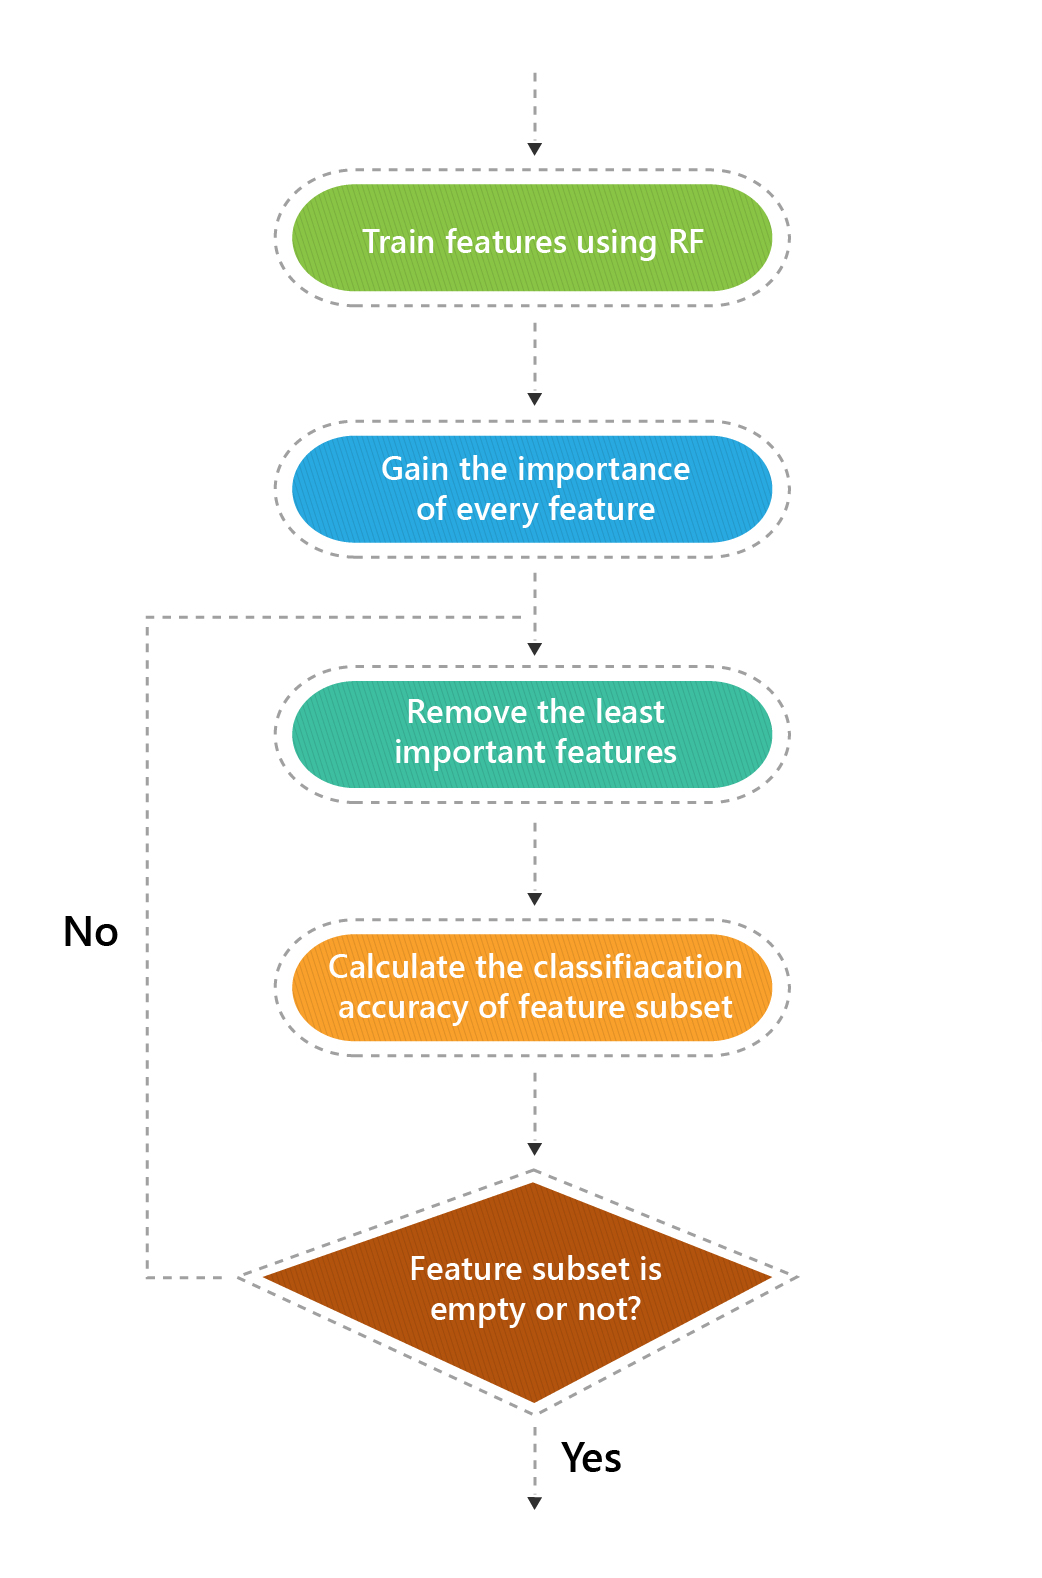 Train features using RF
Gain the importance
of every feature
Remove the least
important features
No
Calculate the classifiacation
accuracy of feature subset
Feature subset is
empty or not?
Yes